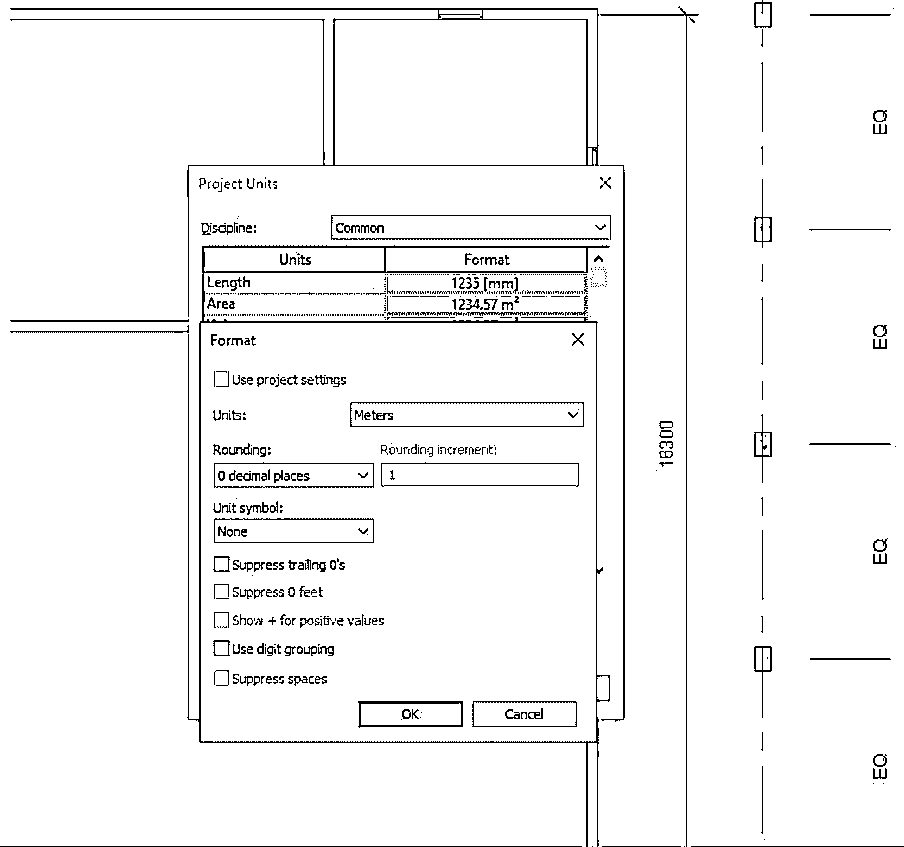 Project Units
Discipline:
Common
Units
Format
Length
1235 [mm]
Area
1234.57 m²
Format
Use project settings
Units:
Meters
Rounding:
Rounding increment:
0 decimal places
1
Unit symbol:
None
Suppress trailing 0's
Suppress 0 feet
Show + for positive values
Use digit grouping
Suppress spaces
OK
Cancel
EQ
EQ
EQ
EQ